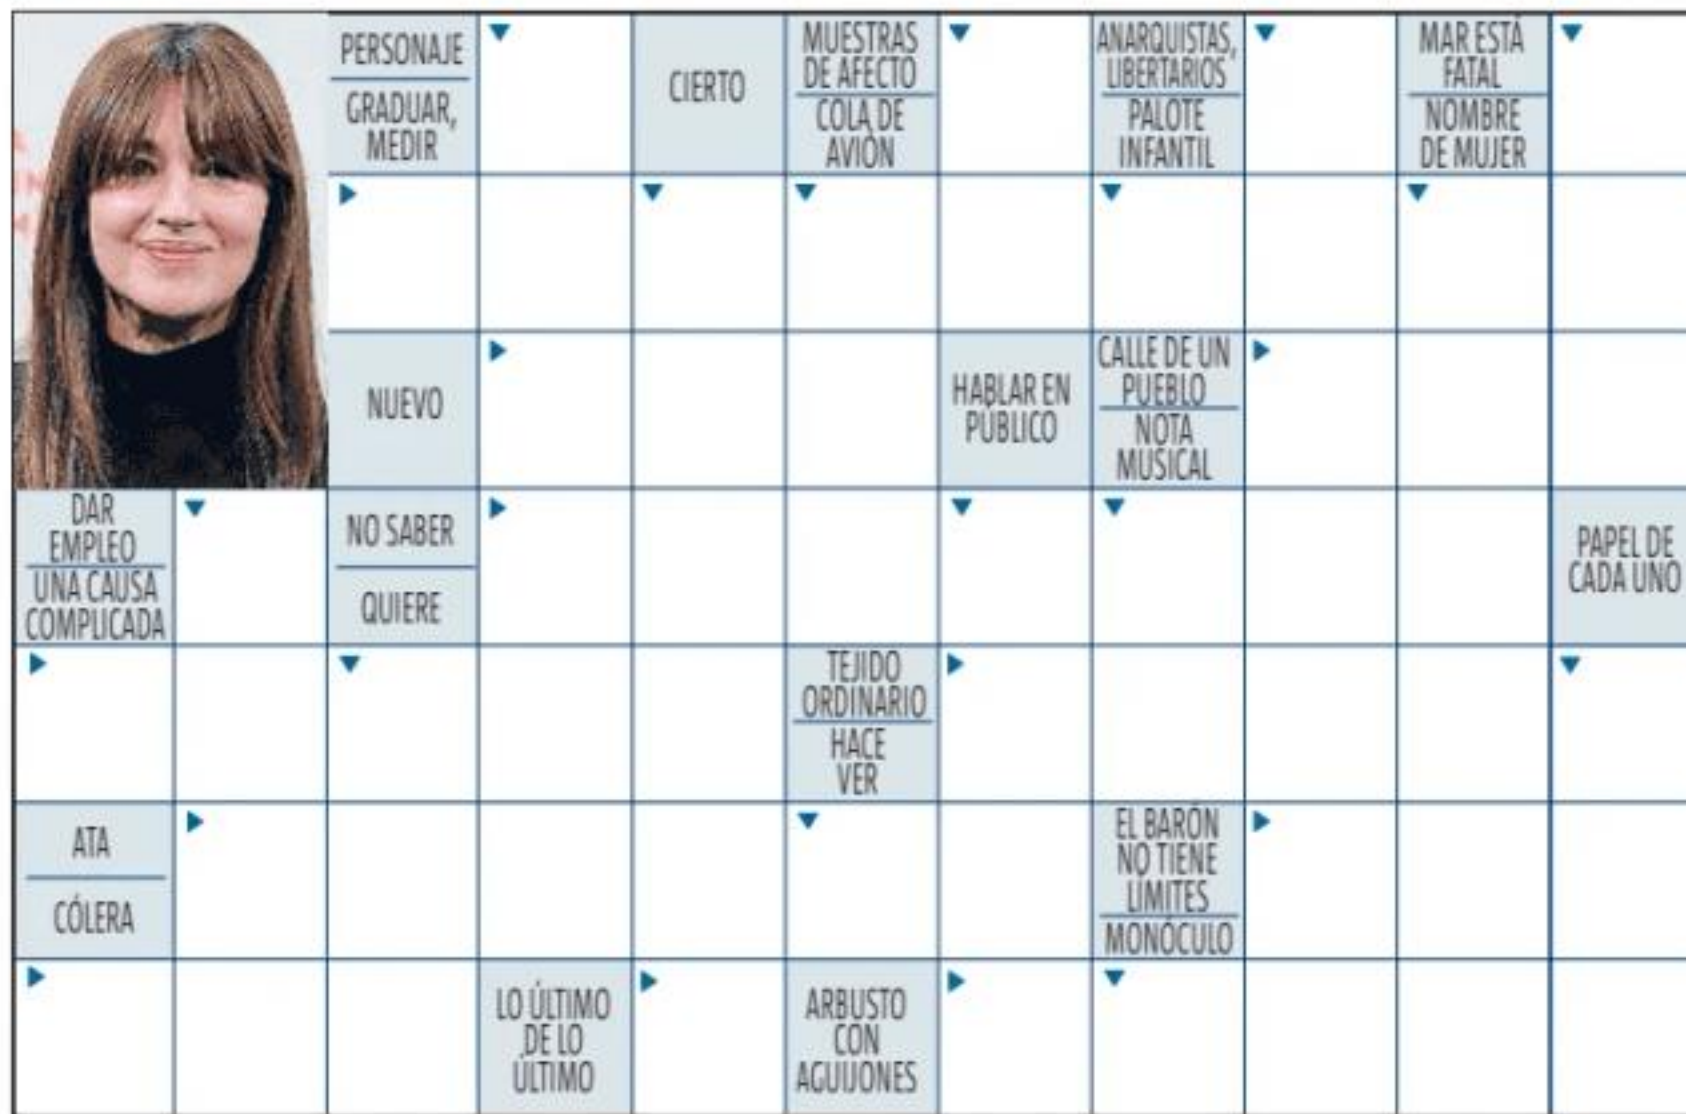 PERSONAJE
GRADUAR,
MEDIR
CIERTO
MUESTRAS
DE AFECTO
COLA DE
AVIÓN
ANARQUISTAS,
LIBERTARIOS
PALOTE
INFANTIL
MAR ESTÁ
FATAL
NOMBRE
DE MUJER
NUEVO
HABLAR EN
PÚBLICO
CALLE DE UN
PUEBLO
NOTA
MUSICAL
DAR
EMPLEO
UNA CAUSA
COMPLICADA
NO SABER
QUIERE
PAPEL DE
CADA UNO
TEJIDO
ORDINARIO
HACE
VER
ATA
CÓLERA
EL BARÓN
NO TIENE
LÍMITES
MONÓCULO
LO ÚLTIMO
DE LO
ÚLTIMO
ARBUSTO
CON
AGUIJONES